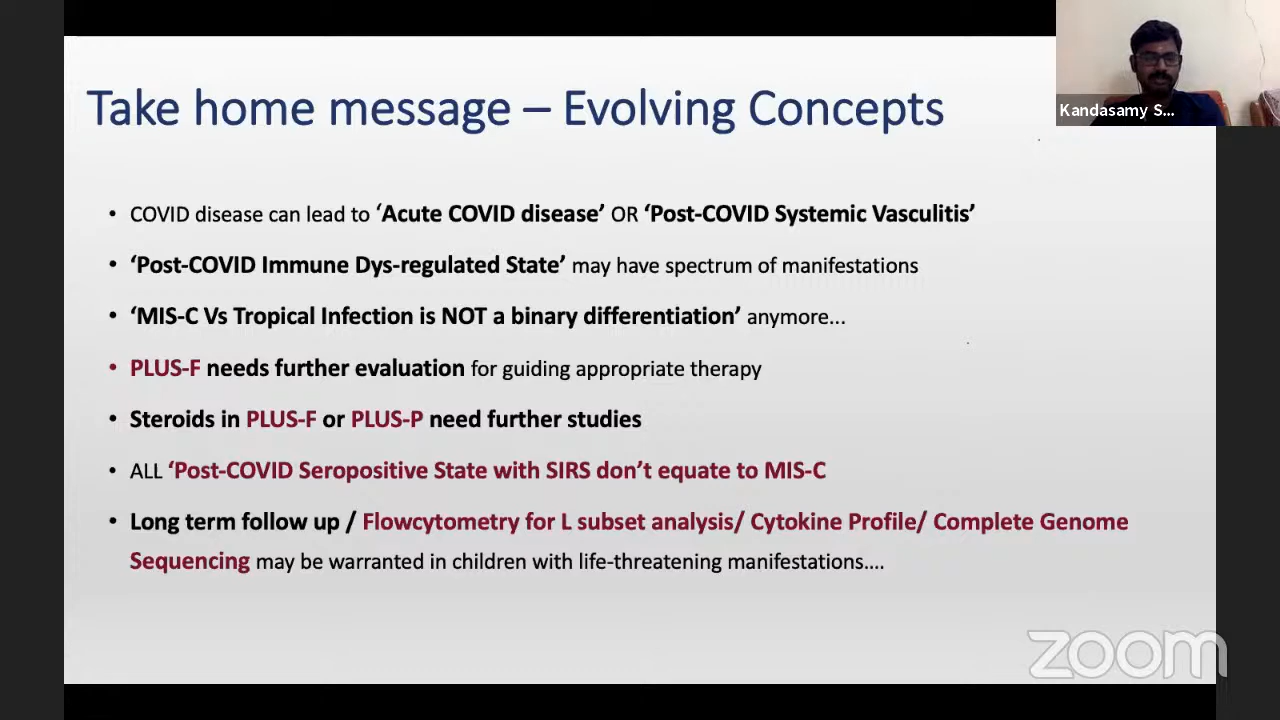 Kandasamy S...
Take home message – Evolving Concepts
• COVID disease can lead to ‘Acute COVID disease’ OR ‘Post-COVID Systemic Vasculitis’
• ‘Post-COVID Immune Dys-regulated State’ may have spectrum of manifestations
• ‘MIS-C Vs Tropical Infection is NOT a binary differentiation’ anymore...
• PLUS-F needs further evaluation for guiding appropriate therapy
• Steroids in PLUS-F or PLUS-P need further studies
• ALL ‘Post-COVID Seropositive State with SIRS don’t equate to MIS-C
• Long term follow up / Flowcytometry for L subset analysis/ Cytokine Profile/ Complete Genome
Sequencing may be warranted in children with life-threatening manifestations....
zoom